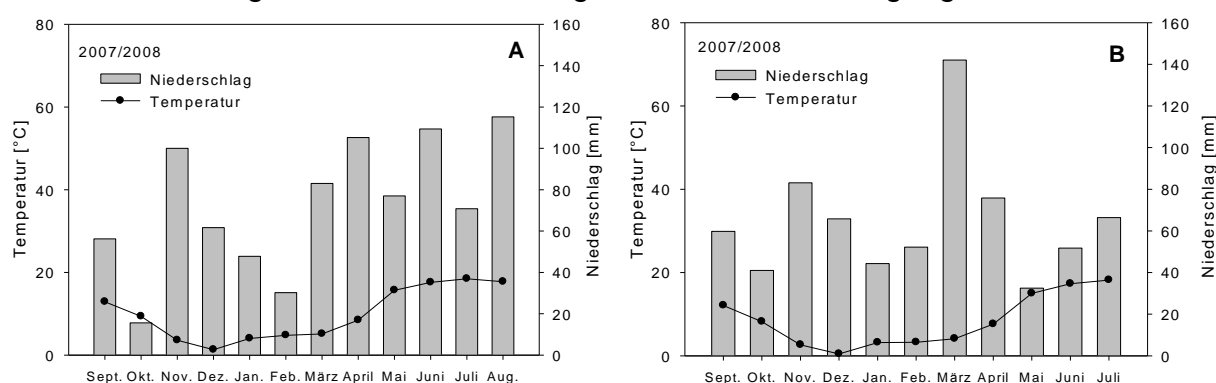 80
60
40
20
0
Temperatur [°C]
2007/2008
Niederschlag
Temperatur
A
160
140
120
100
80
60
40
20
0
Niederschlag [mm]
Sept. Okt. Nov. Dez. Jan. Feb. März April Mai Juni Juli Aug.
80
60
40
20
0
Temperatur [°C]
2007/2008
Niederschlag
Temperatur
B
160
140
120
100
80
60
40
20
0
Niederschlag [mm]
Sept. Okt. Nov. Dez. Jan. Feb. März April Mai Juni Juli